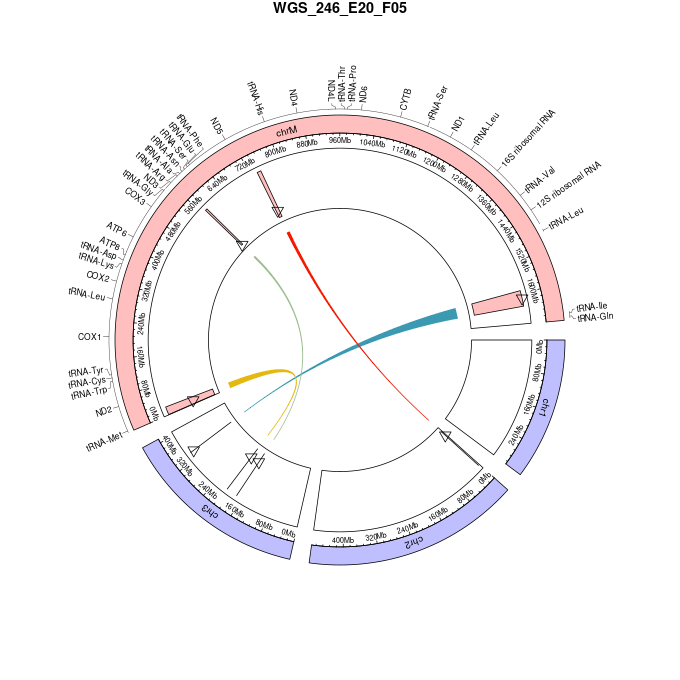 WGS_246_E20_F05
tRNA-Met
ND2
tRNA-Trp
tRNA-Cys
tRNA-Tyr
COX1
tRNA-Leu
COX2
tRNA-Lys
tRNA-Asp
ATP8
ATP6
COX3
tRNA-Gly
ND3
tRNA-Arg
tRNA-Ala
tRNA-Asn
tRNA-Ser
tRNA-Glu
tRNA-Phe
ND5
tRNA-His
ND4
ND4L
tRNA-Thr
tRNA-Pro
ND6
CYTB
tRNA-Ser
ND1
tRNA-Leu
16S ribosomal RNA
tRNA-Val
12S ribosomal RNA
tRNA-Leu
tRNA-Ile
tRNA-Gln
chrM
0Mb
80Mb
160Mb
240Mb
320Mb
400Mb
480Mb
560Mb
640Mb
720Mb
800Mb
880Mb
960Mb
1040Mb
1120Mb
1200Mb
1280Mb
1360Mb
1440Mb
1520Mb
1600Mb
chr1
0Mb
80Mb
160Mb
240Mb
chr2
0Mb
80Mb
160Mb
240Mb
320Mb
400Mb
chr3
0Mb
80Mb
160Mb
240Mb
320Mb
400Mb